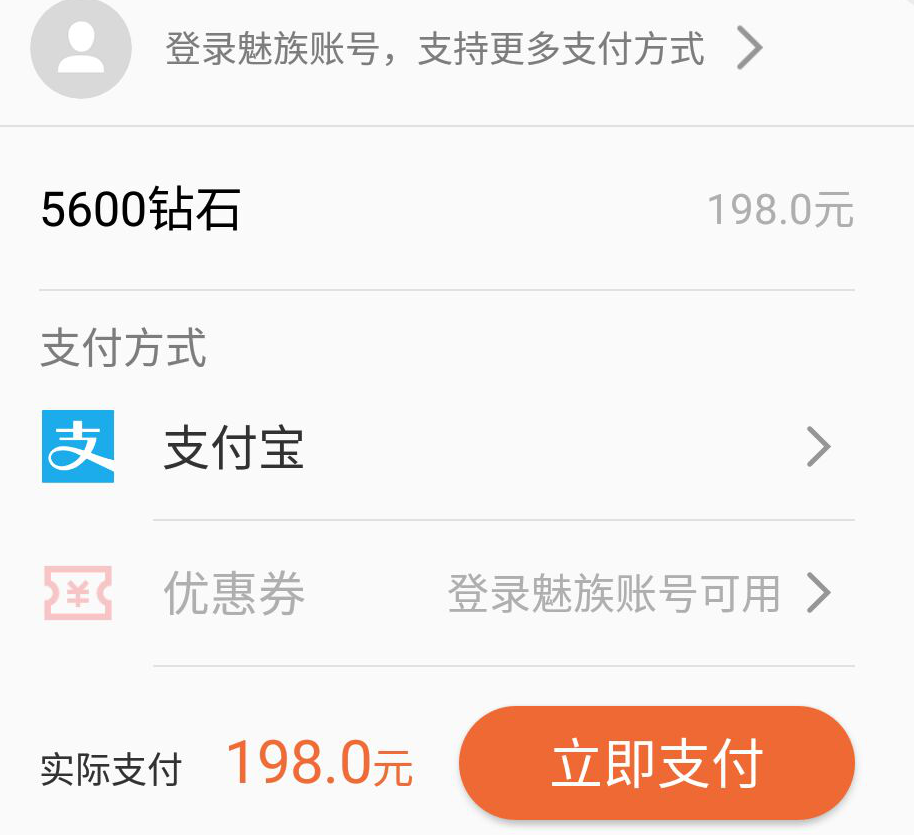 登录魅族账号，支持更多支付方式
5600钻石 198.0元
支付方式
支 支付宝
¥ 优惠券 登录魅族账号可用
实际支付 198.0元 立即支付